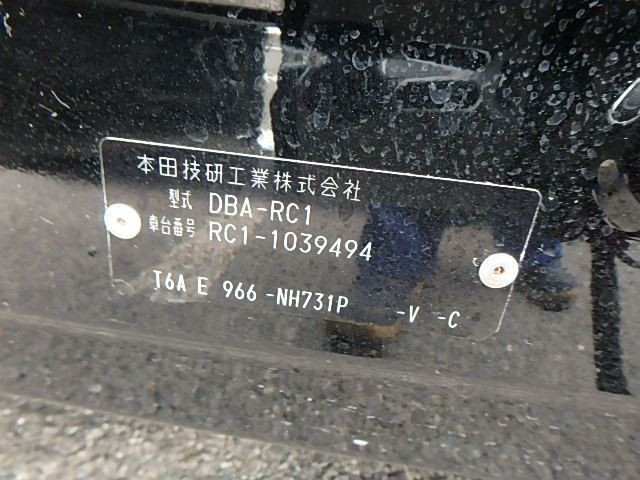 本田技研工業株式会社
型式 DBA-RC1
車台番号 RC1-1039494
T6A E 966 -NH731P -V -C